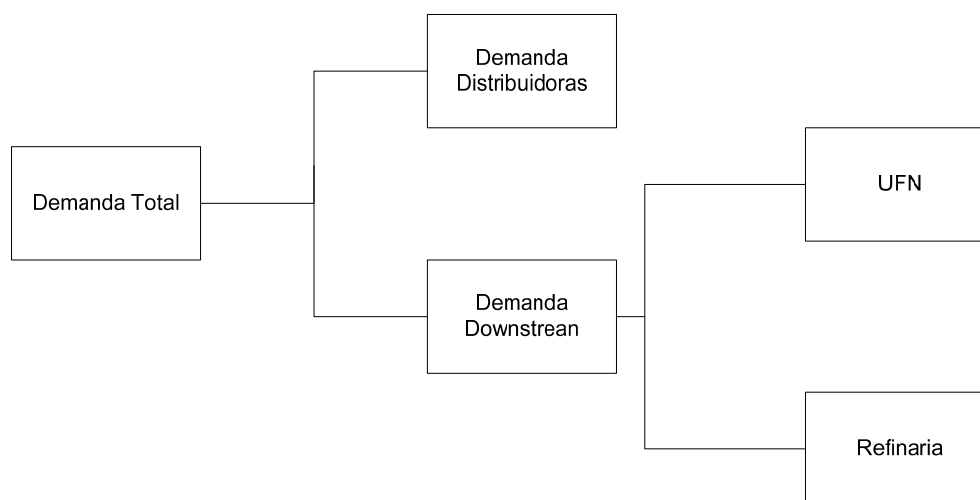 Demanda Total
Demanda
Distribuidoras
Demanda
Downstrean
UFN
Refinaria